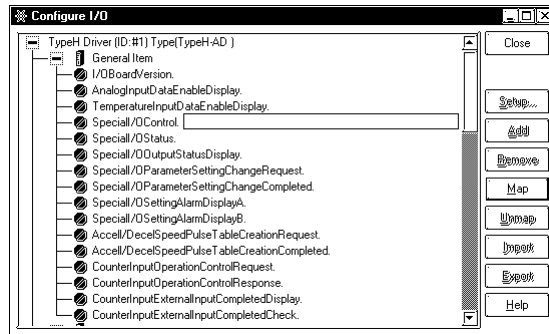 Configure I/O
TypeH Driver (ID:#1) Type(TypeH-AD )
General Item
I/OBoardVersion.
AnalogInputDataEnableDisplay.
TemperatureInputDataEnableDisplay.
SpecialI/OControl.
SpecialI/OStatus.
SpecialI/OOutputStatusDisplay.
SpecialI/OParameterSettingChangeRequest.
SpecialI/OParameterSettingChangeCompleted.
SpecialI/OSettingAlarmDisplayA.
SpecialI/OSettingAlarmDisplayB.
Accell/DecelSpeedPulseTableCreationRequest.
Accell/DecelSpeedPulseTableCreationCompleted.
CounterInputOperationControlRequest.
CounterInputOperationControlResponse.
CounterInputExternalInputCompletedDisplay.
CounterInputExternalInputCompletedCheck.
Close
Setup...
Add
Remove
Map
Unmap
Import
Export
Help